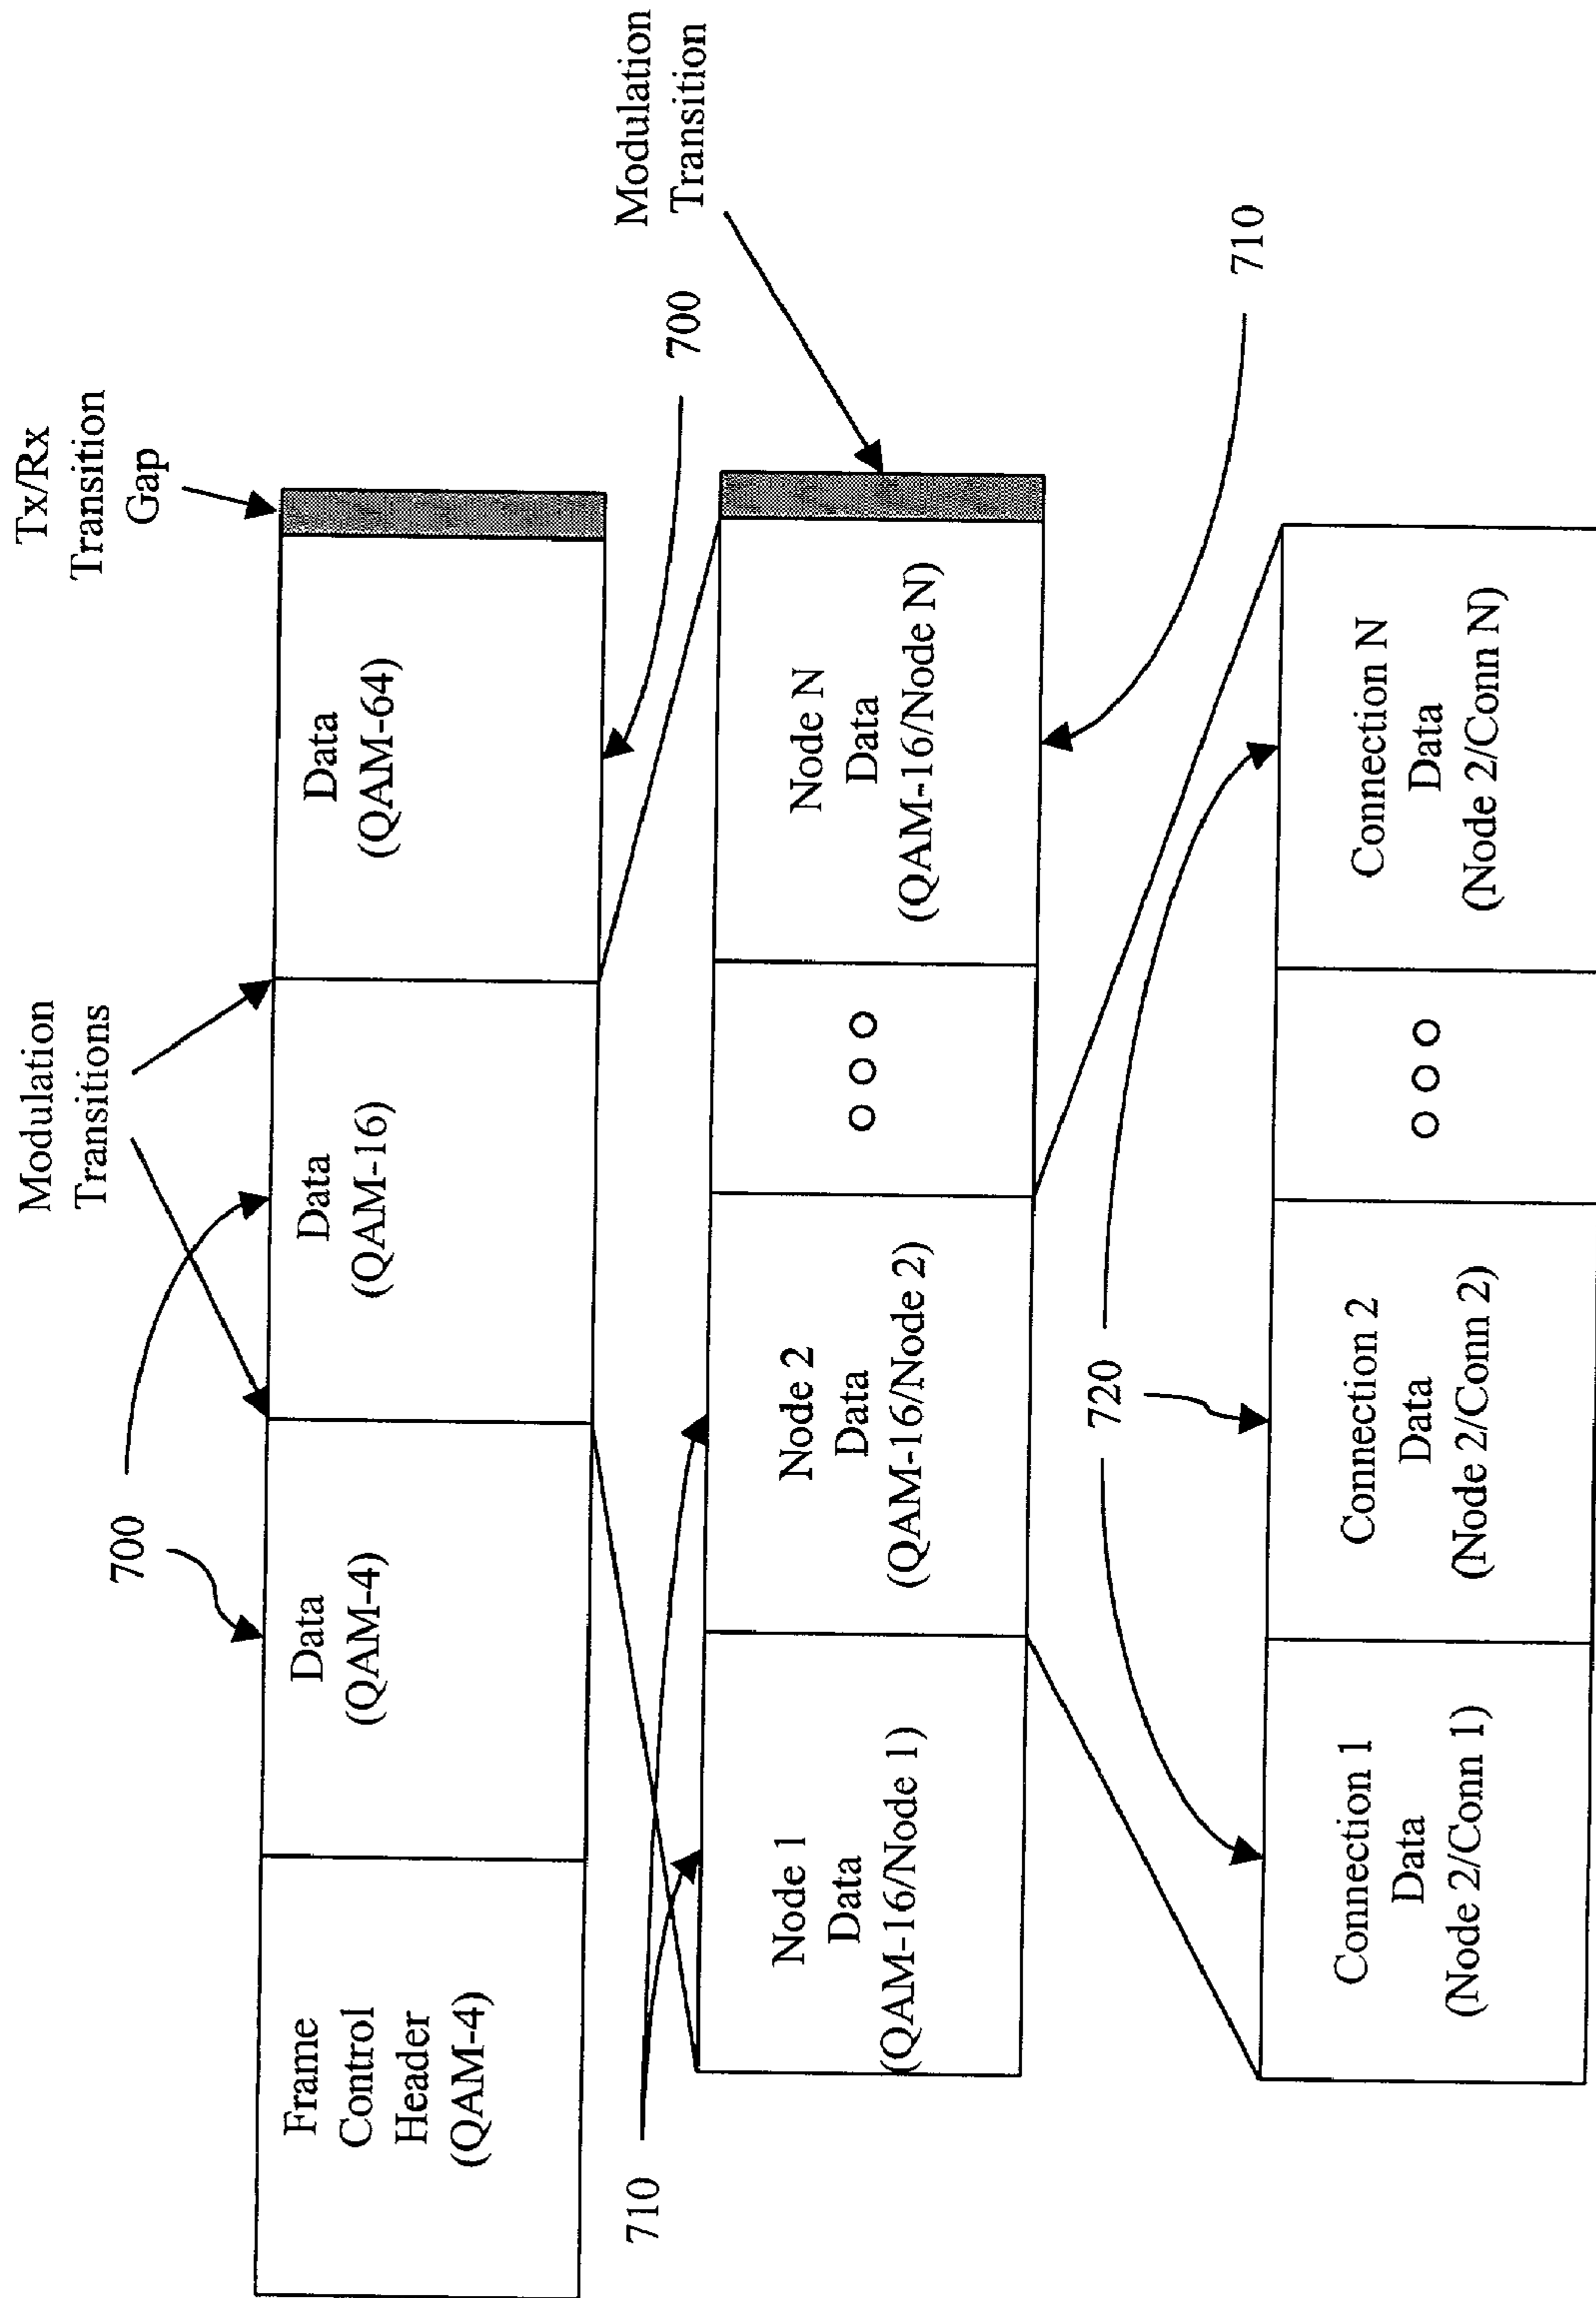 Tx/Rx
Transition
Gap
Modulation
Transitions
700
Frame
Control
Header
(QAM-4)
Data
(QAM-4)
Data
(QAM-16)
Data
(QAM-64)
700
Modulation
Transition
710
Node 1
Data
(QAM-16/Node 1)
Node 2
Data
(QAM-16/Node 2)
Node N
Data
(QAM-16/Node N)
710
720
Connection 1
Data
(Node 2/Conn 1)
Connection 2
Data
(Node 2/Conn 2)
Connection N
Data
(Node 2/Conn N)